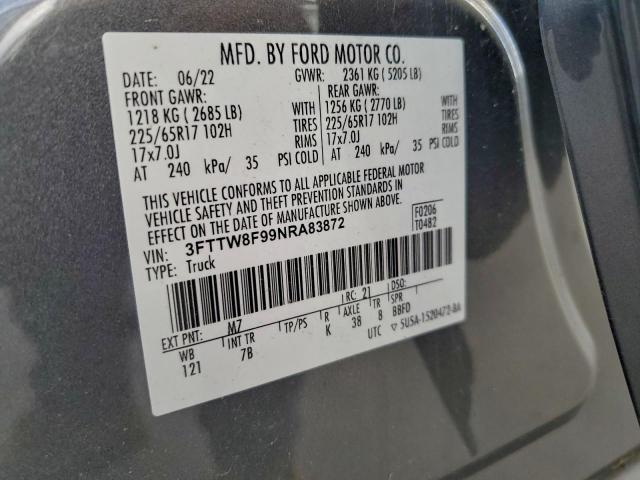 MFD. BY FORD MOTOR CO.
DATE: 06/22 GVWR: 2361 KG ( 5205 LB)
FRONT GAWR: REAR GAWR:
1218 KG ( 2685 LB) WITH 1256 KG ( 2770 LB) WITH
225/65R17 102H TIRES 225/65R17 102H TIRES
17x7.0J RIMS 17x7.0J RIMS
AT 240 kPa/ 35 PSI COLD AT 240 kPa/ 35 PSI COLD
THIS VEHICLE CONFORMS TO ALL APPLICABLE FEDERAL MOTOR
VEHICLE SAFETY AND THEFT PREVENTION STANDARDS IN
EFFECT ON THE DATE OF MANUFACTURE SHOWN ABOVE.
VIN: 3FTTW8F99NRA83872
F0206
T0482
TYPE: Truck
EXT PNT: M7 RC: 21 DSO:
WB INT TR TP/PS R AXLE TR SPR
121 7B K 38 8 BBFD
UTC ▽ 5USA-1520472-BA